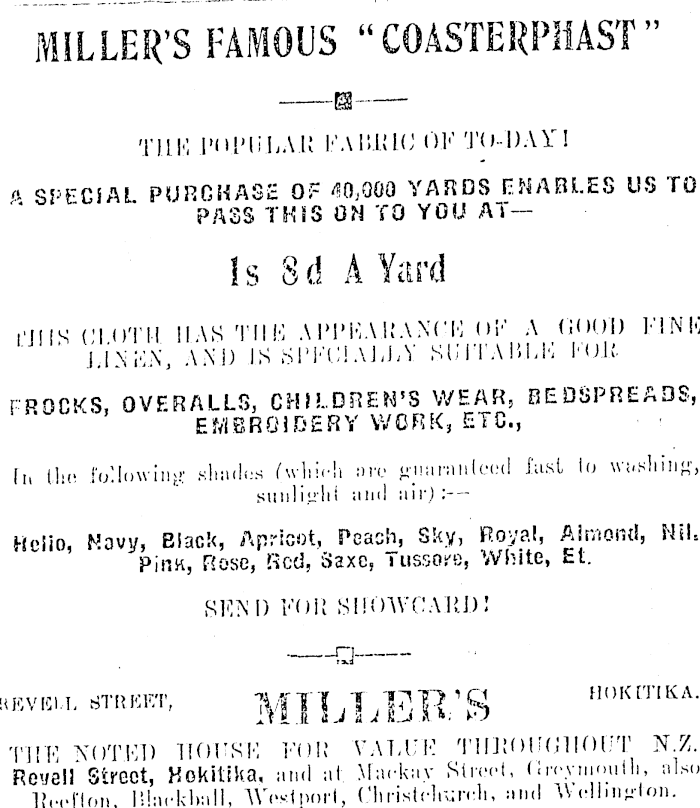 MILLER'S FAMOUS "COASTERPHAST"
THE POPULAR FABRIC OF TO-DAY!
A SPECIAL PURCHASE OF 40,000 YARDS ENABLES US TO
PASS THIS ON TO YOU AT—
1s 8d A Yard
THIS CLOTH HAS THE APPEARANCE OF A GOOD FINE
LINEN, AND IS SPECIALLY SUITABLE FOR
FROCKS, OVERALLS, CHILDREN'S WEAR, BEDSPREADS,
EMBROIDERY WORK, ETC.,
In the following shades (which are guaranteed fast to washing,
sunlight and air):—
Helio, Navy, Black, Apricot, Peach, Sky, Royal, Almond, Nil.
Pink, Rose, Red, Saxe, Tussore, White, Et.
SEND FOR SHOWCARD!
REVELL STREET, MILLER'S HOKITIKA.
THE NOTED HOUSE FOR VALUE THROUGHOUT N.Z.
Revell Street, Hokitika, and at Mackay Street, Greymouth, also
Reefton, Blackball, Westport, Christchurch, and Wellington.